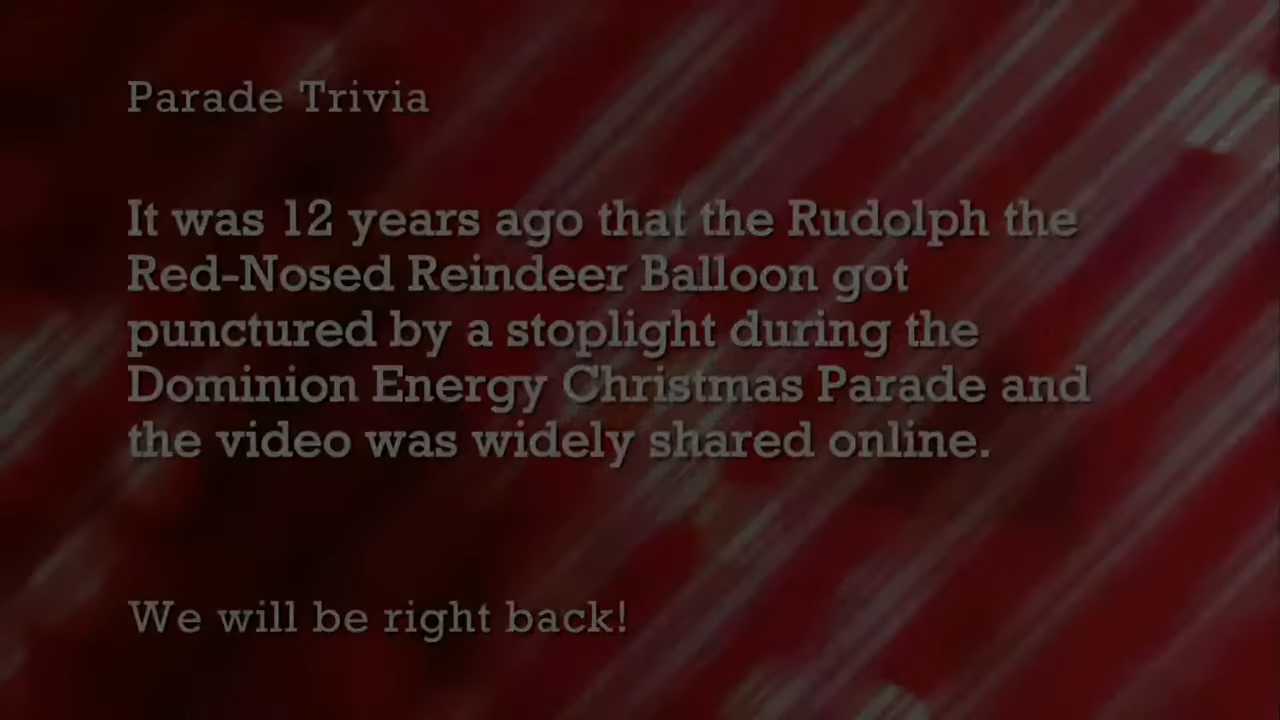 Parade Trivia
It was 12 years ago that the Rudolph the
Red-Nosed Reindeer Balloon got
punctured by a stoplight during the
Dominion Energy Christmas Parade and
the video was widely shared online.
We will be right back!